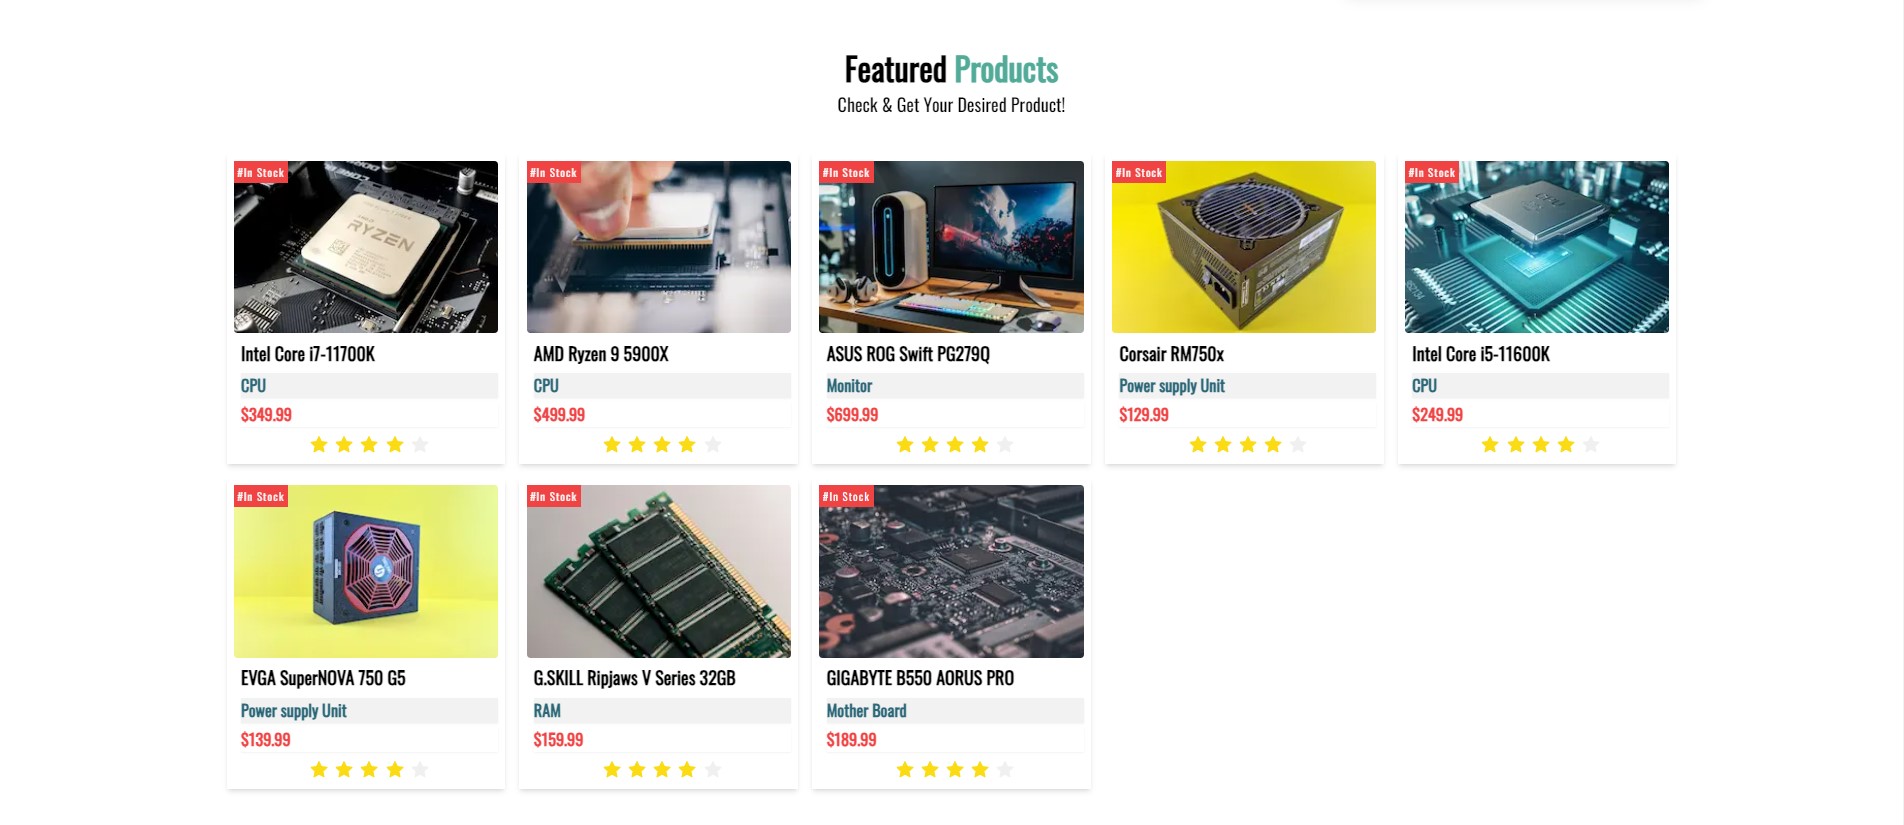 Featured Products
Check & Get Your Desired Product!
#In Stock
RYZEN
Intel Core i7-11700K
CPU
$349.99
#In Stock
AMD Ryzen 9 5900X
CPU
$499.99
#In Stock
ASUS ROG Swift PG279Q
Monitor
$699.99
#In Stock
Corsair RM750x
Power supply Unit
$129.99
#In Stock
CPU
Intel Core i5-11600K
CPU
$249.99
#In Stock
EVGA SuperNOVA 750 G5
Power supply Unit
$139.99
#In Stock
G.SKILL Ripjaws V Series 32GB
RAM
$159.99
#In Stock
GIGABYTE B550 AORUS PRO
Mother Board
$189.99